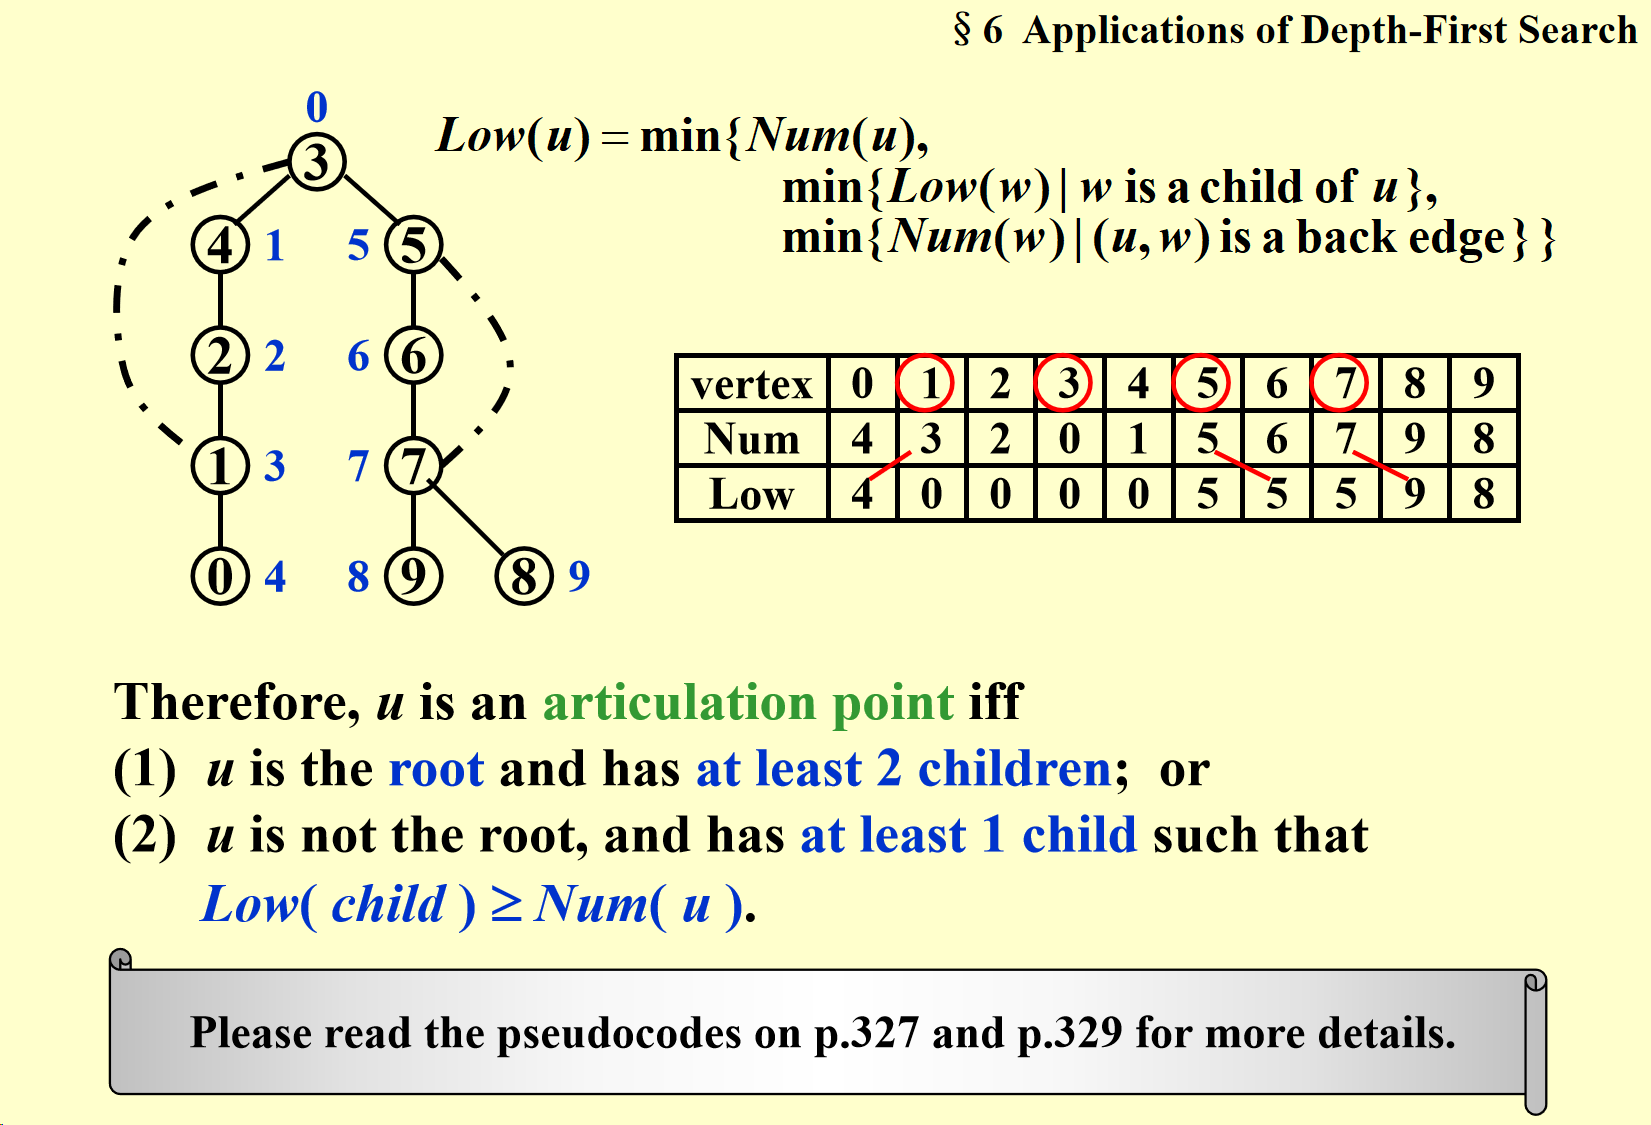 § 6 Applications of Depth-First Search
0
3
4 1 5 5
2 2 6 6
1 3 7 7
0 4 8 9 8 9
Low(u) = min{Num(u),
min{Low(w) | w is a child of u},
min{Num(w) | (u, w) is a back edge} }
vertex 0 1 2 3 4 5 6 7 8 9
Num 4 3 2 0 1 5 6 7 9 8
Low 4 0 0 0 0 5 5 5 9 8
Therefore, u is an articulation point iff
(1) u is the root and has at least 2 children; or
(2) u is not the root, and has at least 1 child such that
Low( child ) ≥ Num( u ).
Please read the pseudocodes on p.327 and p.329 for more details.